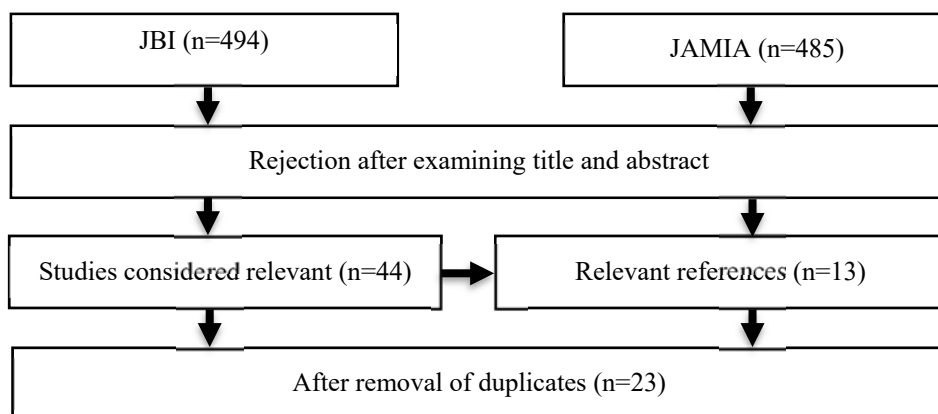 JBI (n=494)
JAMIA (n=485)
Rejection after examining title and abstract
Studies considered relevant (n=44)
Relevant references (n=13)
After removal of duplicates (n=23)